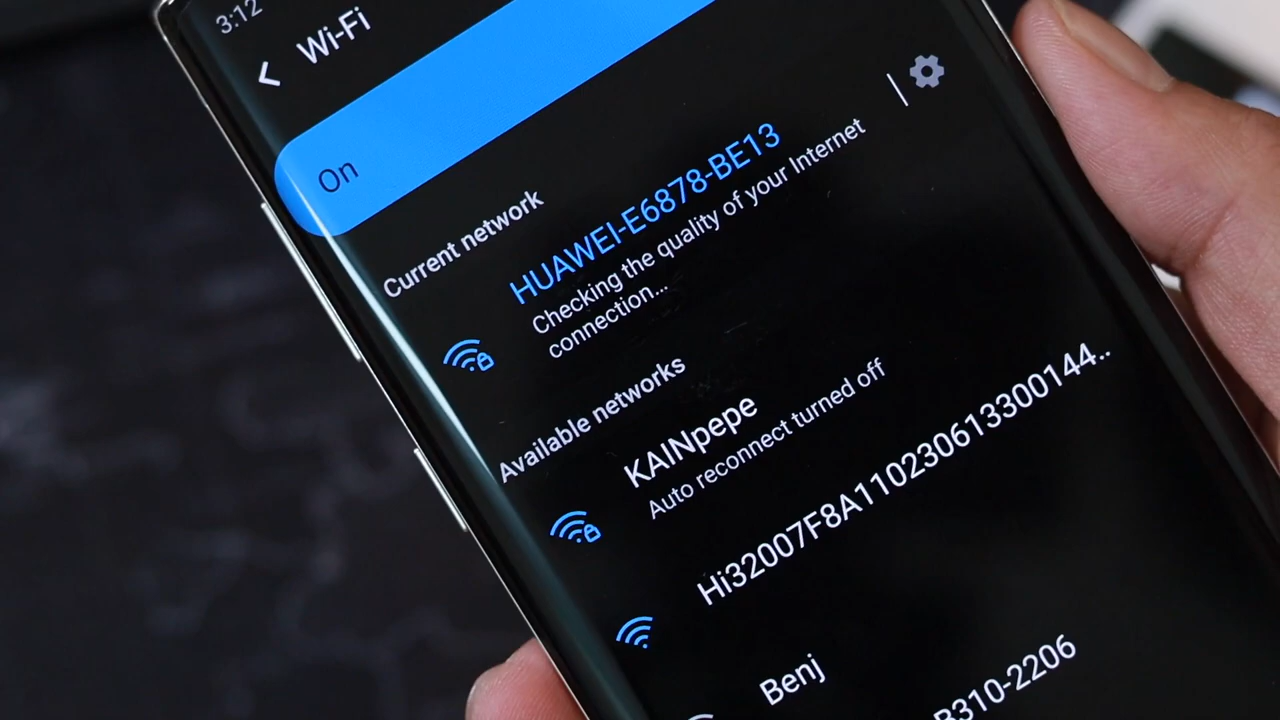 3:12
Wi-Fi
On
Current network
HUAWEI-E6878-BE13
Checking the quality of your Internet
connection...
Available networks
KAINpepe
Auto reconnect turned off
Hi32007F8A110230613300144..
Benj
B310-2206